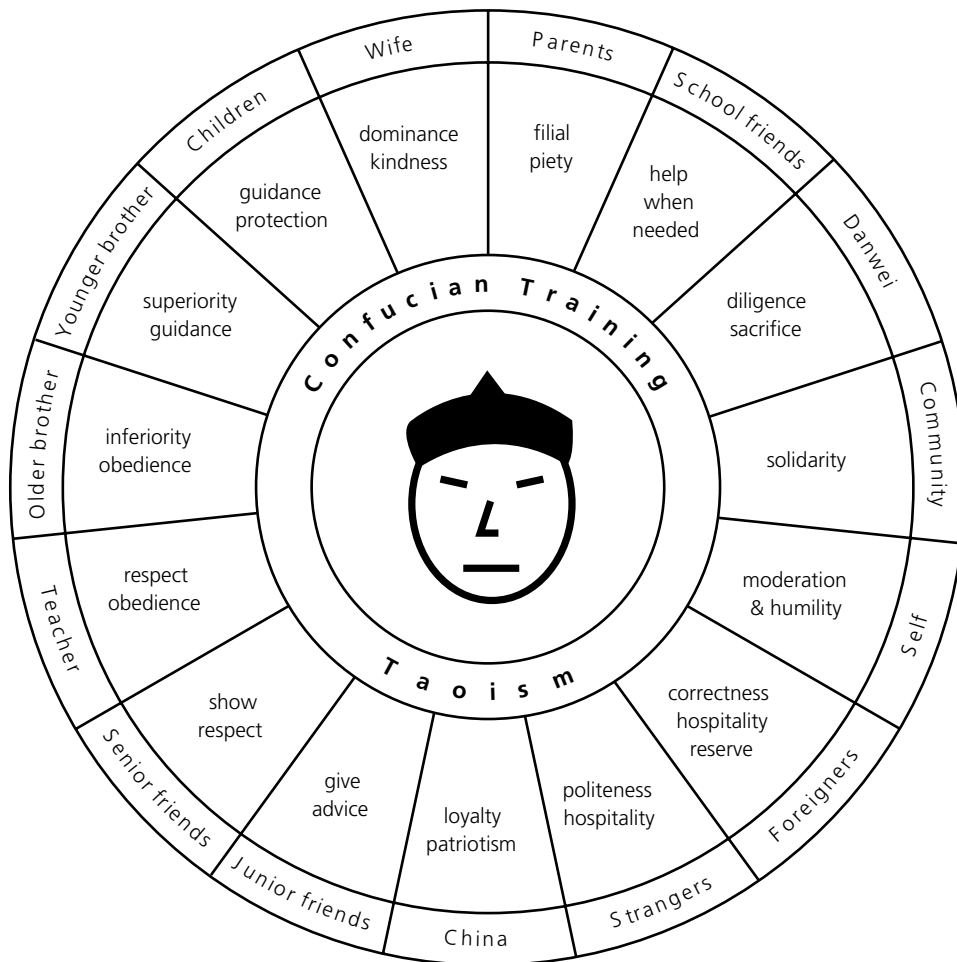 Wife
Parents
School friends
Danwei
Community
Self
Foreigners
Strangers
China
Junior friends
Senior friends
Teacher
Older brother
Younger brother
Children
dominance
kindness
filial
piety
help
when
needed
diligence
sacrifice
solidarity
moderation
& humility
correctness
hospitality
reserve
politeness
hospitality
loyalty
patriotism
give
advice
show
respect
respect
obedience
inferiority
obedience
superiority
guidance
guidance
protection
Confucian Training
Taoism